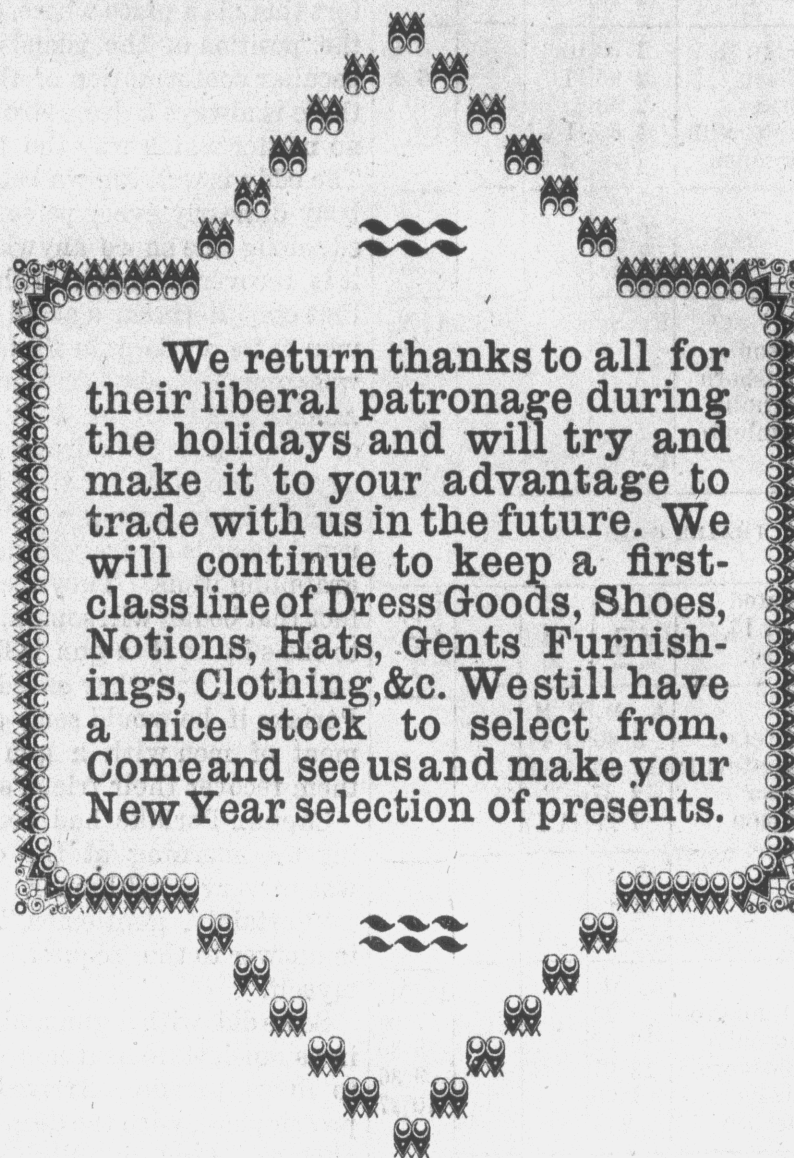 We return thanks to all for
their liberal patronage during
the holidays and will try and
make it to your advantage to
trade with us in the future. We
will continue to keep a first-
class line of Dress Goods, Shoes,
Notions, Hats, Gents Furnish-
ings, Clothing,&c. We still have
a nice stock to select from.
Come and see us and make your
New Year selection of presents.